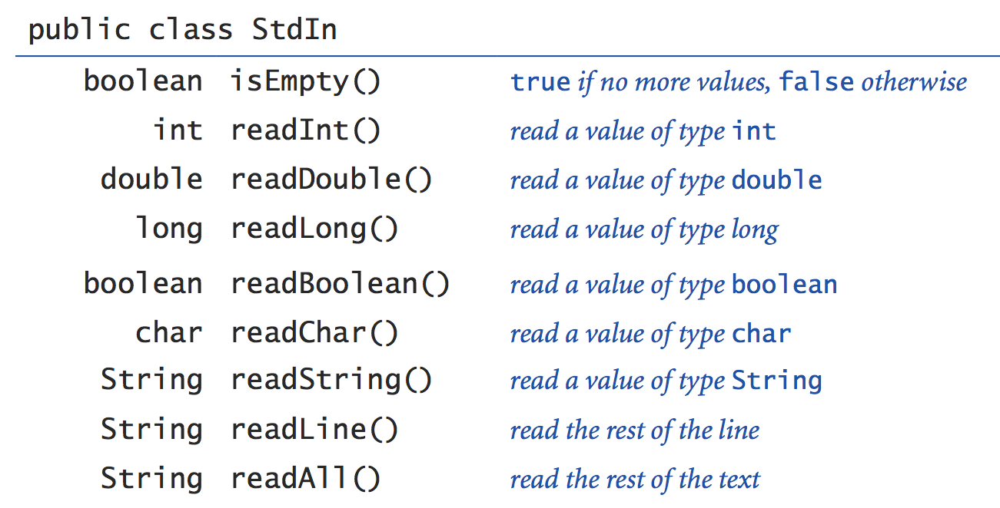 public class StdIn
boolean isEmpty() true if no more values, false otherwise
int readInt() read a value of type int
double readDouble() read a value of type double
long readLong() read a value of type long
boolean readBoolean() read a value of type boolean
char readChar() read a value of type char
String readString() read a value of type String
String readLine() read the rest of the line
String readAll() read the rest of the text